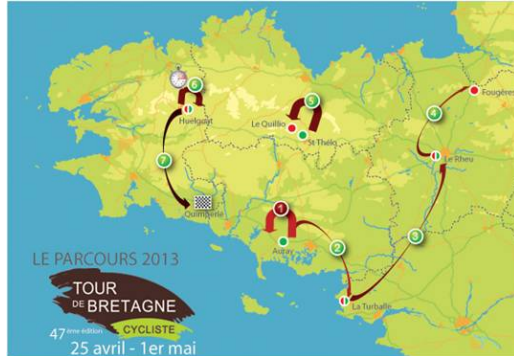 6
5
Fougères
Huelgoat
Le Quillio
St Thélo
4
Le Rheu
7
Quimperlé
1
Auray
2
3
La Turballe
LE PARCOURS 2013
TOUR
DE BRETAGNE
CYCLISTE
47ème édition
25 avril - 1er mai